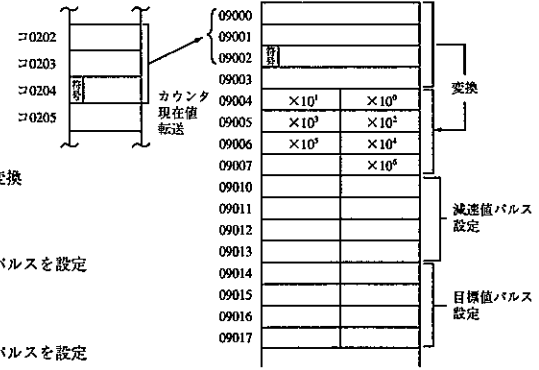 コ0202
コ0203
コ0204
符号
コ0205
カウンタ
現在値
転送
変換
パルスを設定
パルスを設定
09000
09001
09002
符号
09003
09004 ×10¹ ×10⁰
09005 ×10³ ×10²
09006 ×10⁵ ×10⁴
09007 ×10⁶
09010
09011
09012
09013
09014
09015
09016
09017
変換
減速値パルス
設定
目標値パルス
設定